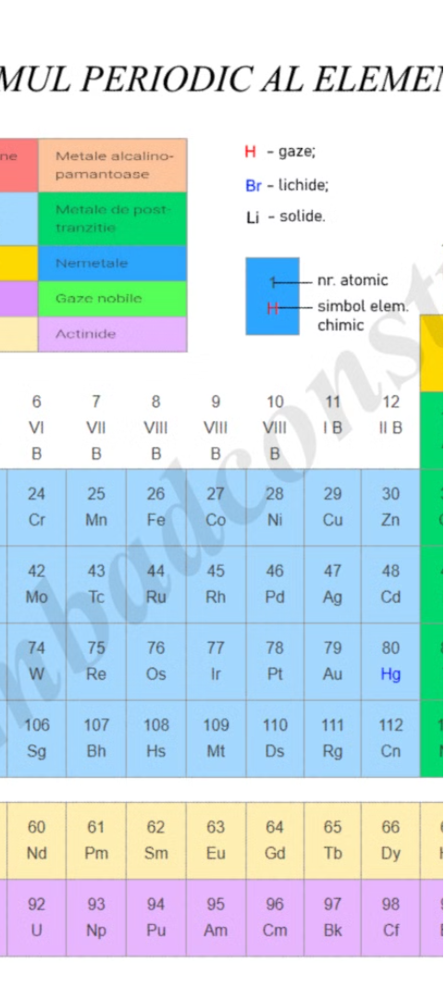 MUL PERIODIC AL ELEMEN
ne
Metale alcalino-
pamantoase
Metale de post-
tranzitie
Nemetale
Gaze nobile
Actinide
H – gaze;
Br – lichide;
Li – solide.
1 nr. atomic
H simbol elem.
chimic
6 7 8 9 10 11 12
VI VII VIII VIII VIII I B II B
B B B B B
24 25 26 27 28 29 30
Cr Mn Fe Co Ni Cu Zn
42 43 44 45 46 47 48
Mo Tc Ru Rh Pd Ag Cd
74 75 76 77 78 79 80
W Re Os Ir Pt Au Hg
106 107 108 109 110 111 112
Sg Bh Hs Mt Ds Rg Cn
60 61 62 63 64 65 66
Nd Pm Sm Eu Gd Tb Dy
92 93 94 95 96 97 98
U Np Pu Am Cm Bk Cf
mbadconst